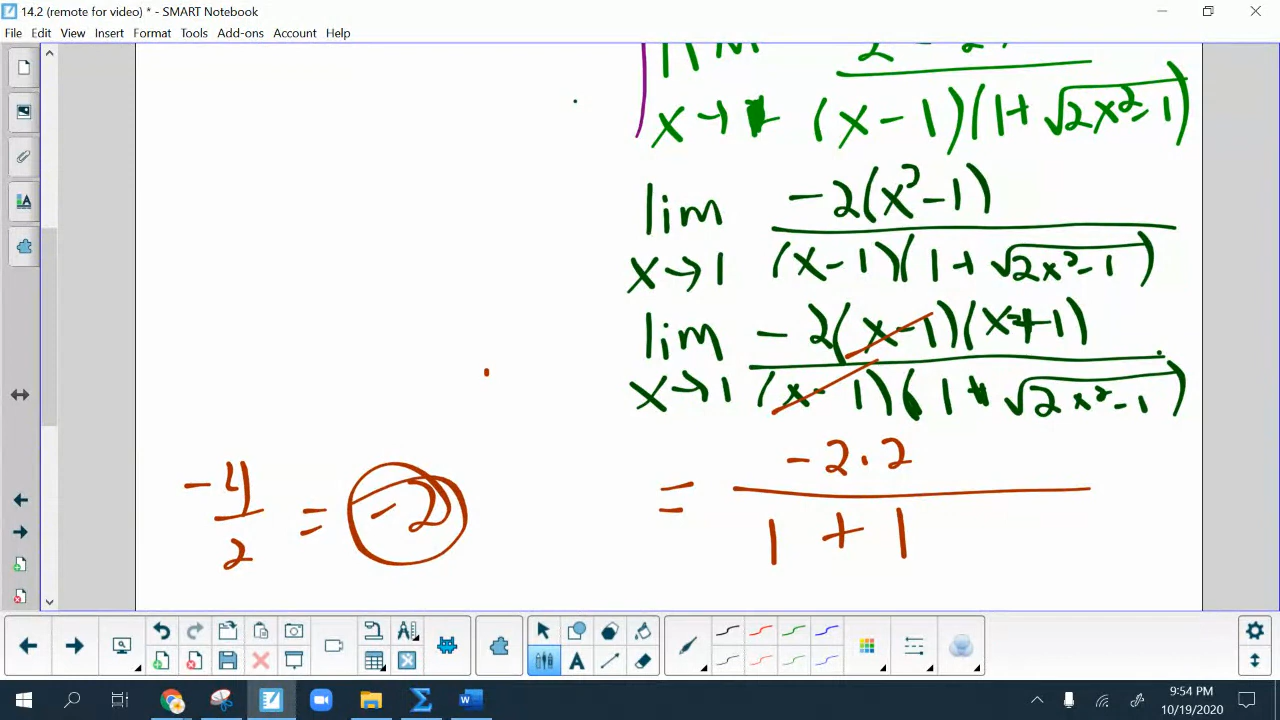 14.2 (remote for video) * - SMART Notebook
File Edit View Insert Format Tools Add-ons Account Help
lim
x→1 (x-1)(1+√2x²-1)
lim -2(x²-1)
x→1 (x-1)(1+√2x²-1)
lim -2(x-1)(x+1)
x→1 (x-1)(1+√2x²-1)
= -2·2
1 + 1
-4
2
= -2
A
9:54 PM
10/19/2020